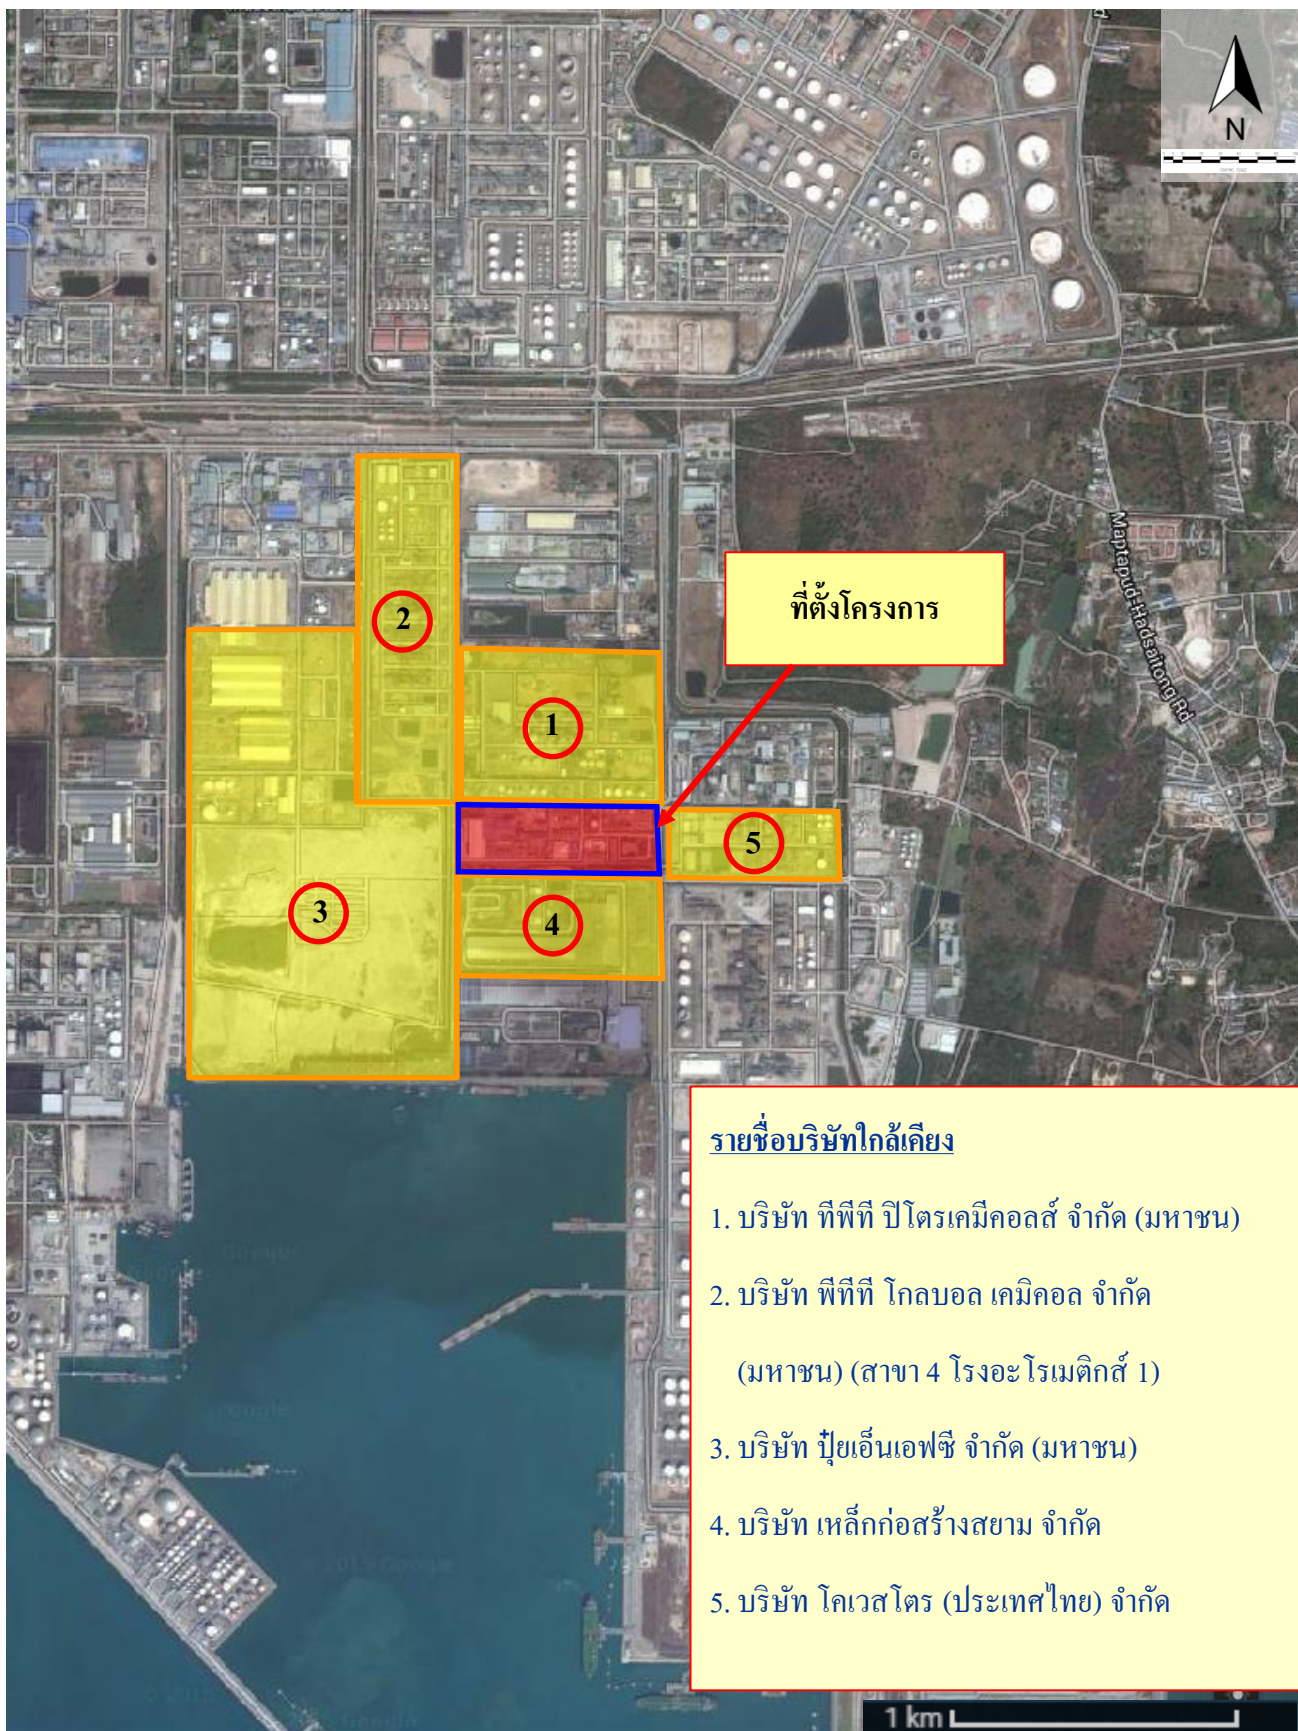 N
ที่ตั้งโครงการ
2
1
5
3
4
Maptapud-Hadsaitong Rd
รายชื่อบริษัทใกล้เคียง
1. บริษัท ทีพีที ปิโตรเคมีคอลส์ จำกัด (มหาชน)
2. บริษัท พีทีที โกลบอล เคมิคอล จำกัด
(มหาชน) (สาขา 4 โรงอะโรเมติกส์ 1)
3. บริษัท ปุ๋ยเอ็นเอฟซี จำกัด (มหาชน)
4. บริษัท เหล็กก่อสร้างสยาม จำกัด
5. บริษัท โคเวสโตร (ประเทศไทย) จำกัด
Google
Google
© 2015 Google
1 km